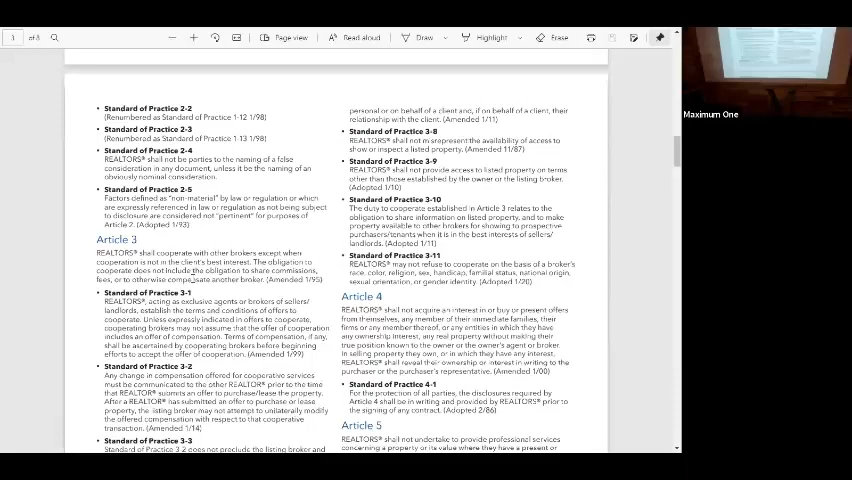 3 of 8 Page view Read aloud Draw Highlight Erase
Maximum One
• Standard of Practice 2-2
(Renumbered as Standard of Practice 1-12 1/98)
• Standard of Practice 2-3
(Renumbered as Standard of Practice 1-13 1/98)
• Standard of Practice 2-4
REALTORS® shall not be parties to the naming of a false
consideration in any document, unless it be the naming of an
obviously nominal consideration.
• Standard of Practice 2-5
Factors defined as “non-material” by law or regulation or which
are expressly referenced in law or regulation as not being subject
to disclosure are considered not “pertinent” for purposes of
Article 2. (Adopted 1/93)
Article 3
REALTORS® shall cooperate with other brokers except when
cooperation is not in the client’s best interest. The obligation to
cooperate does not include the obligation to share commissions,
fees, or to otherwise compensate another broker. (Amended 1/95)
• Standard of Practice 3-1
REALTORS®, acting as exclusive agents or brokers of sellers/
landlords, establish the terms and conditions of offers to
cooperate. Unless expressly indicated in offers to cooperate,
cooperating brokers may not assume that the offer of cooperation
includes an offer of compensation. Terms of compensation, if any,
shall be ascertained by cooperating brokers before beginning
efforts to accept the offer of cooperation. (Amended 1/99)
• Standard of Practice 3-2
Any change in compensation offered for cooperative services
must be communicated to the other REALTOR® prior to the time
that REALTOR® submits an offer to purchase/lease the property.
After a REALTOR® has submitted an offer to purchase or lease
property, the listing broker may not attempt to unilaterally modify
the offered compensation with respect to that cooperative
transaction. (Amended 1/14)
• Standard of Practice 3-3
Standard of Practice 3-2 does not preclude the listing broker and
personal or on behalf of a client and, if on behalf of a client, their
relationship with the client. (Amended 1/11)
• Standard of Practice 3-8
REALTORS® shall not misrepresent the availability of access to
show or inspect a listed property. (Amended 11/87)
• Standard of Practice 3-9
REALTORS® shall not provide access to listed property on terms
other than those established by the owner or the listing broker.
(Adopted 1/10)
• Standard of Practice 3-10
The duty to cooperate established in Article 3 relates to the
obligation to share information on listed property, and to make
property available to other brokers for showing to prospective
purchasers/tenants when it is in the best interests of sellers/
landlords. (Adopted 1/11)
• Standard of Practice 3-11
REALTORS® may not refuse to cooperate on the basis of a broker’s
race, color, religion, sex, handicap, familial status, national origin,
sexual orientation, or gender identity. (Adopted 1/20)
Article 4
REALTORS® shall not acquire an interest in or buy or present offers
from themselves, any member of their immediate families, their
firms or any member thereof, or any entities in which they have
any ownership interest, any real property without making their
true position known to the owner or the owner’s agent or broker.
In selling property they own, or in which they have any interest,
REALTORS® shall reveal their ownership or interest in writing to the
purchaser or the purchaser’s representative. (Amended 1/00)
• Standard of Practice 4-1
For the protection of all parties, the disclosures required by
Article 4 shall be in writing and provided by REALTORS® prior to
the signing of any contract. (Adopted 2/86)
Article 5
REALTORS® shall not undertake to provide professional services
concerning a property or its value where they have a present or